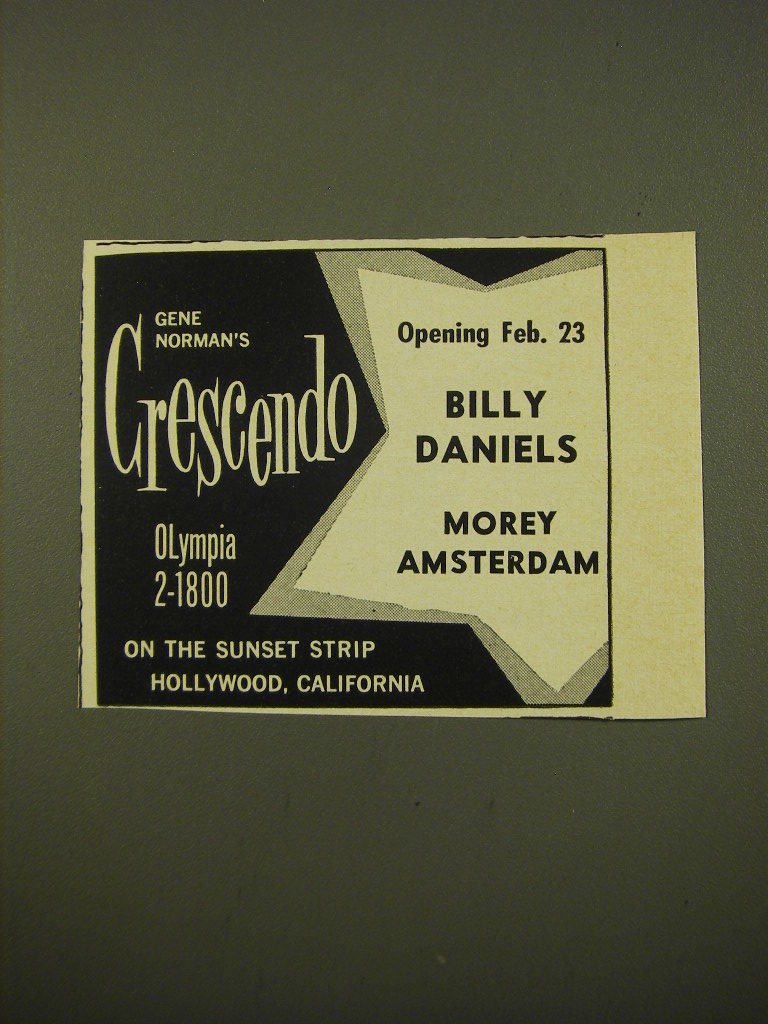 GENE
NORMAN'S
Crescendo
OLympia
2-1800
ON THE SUNSET STRIP
HOLLYWOOD, CALIFORNIA
Opening Feb. 23
BILLY
DANIELS
MOREY
AMSTERDAM